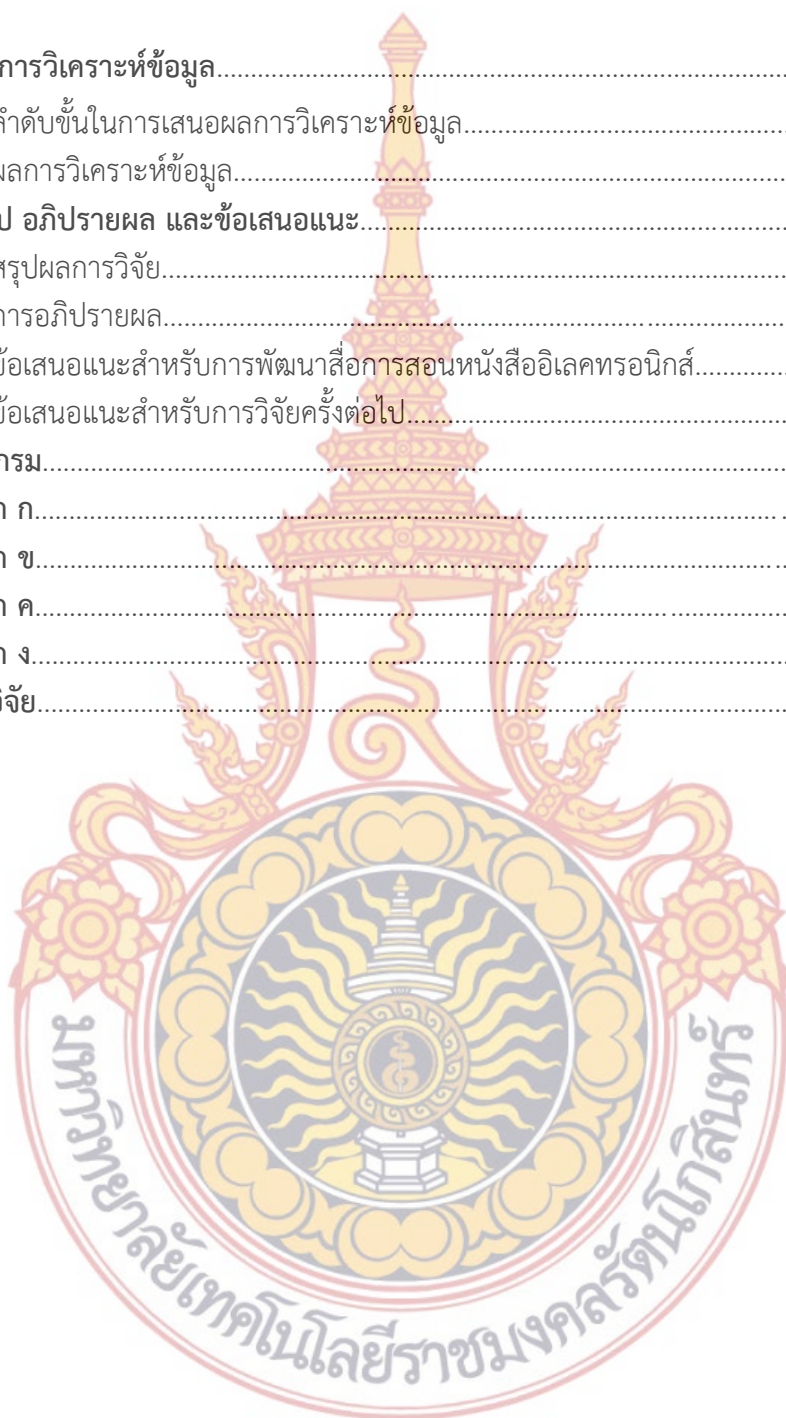 การวิเคราะห์ข้อมูล
ลำดับขั้นในการเสนอผลการวิเคราะห์ข้อมูล
ผลการวิเคราะห์ข้อมูล
ป อภิปรายผล และข้อเสนอแนะ
สรุปผลการวิจัย
การอภิปรายผล
ข้อเสนอแนะสำหรับการพัฒนาสื่อการสอนหนังสืออิเลคทรอนิกส์
ข้อเสนอแนะสำหรับการวิจัยครั้งต่อไป
กรม
ก ก
ก ข
ก ค
ก ง
วิจัย
มหาวิทยาลัยเทคโนโลยีราชมงคลรัตนโกสินทร์